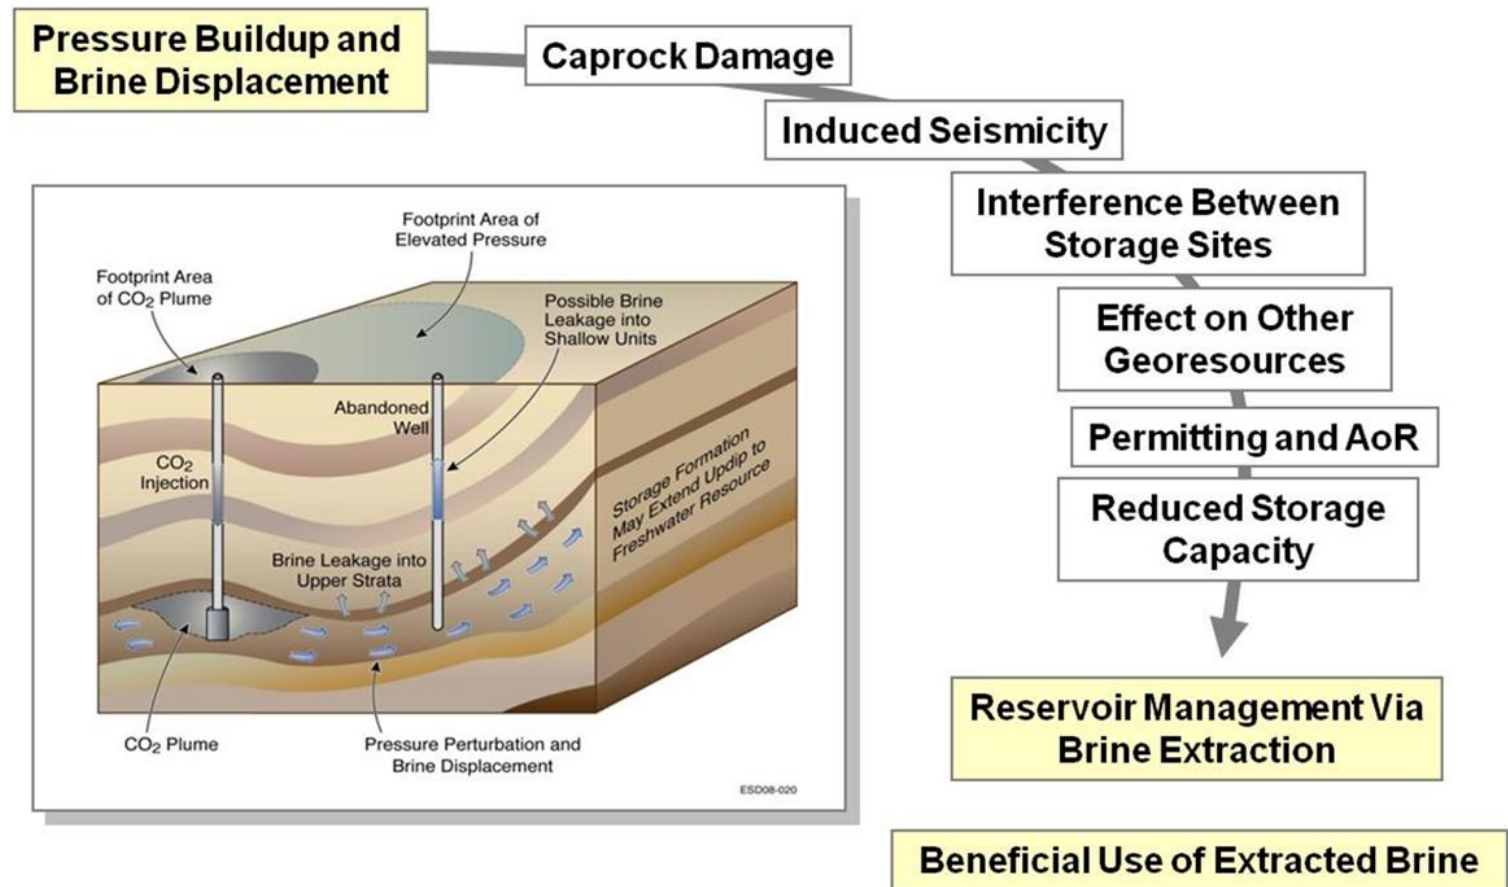 Pressure Buildup and
Brine Displacement
Caprock Damage
Induced Seismicity
Interference Between
Storage Sites
Effect on Other
Georesources
Permitting and AoR
Reduced Storage
Capacity
Reservoir Management Via
Brine Extraction
Beneficial Use of Extracted Brine
Footprint Area of
Elevated Pressure
Footprint Area
of CO₂ Plume
Possible Brine
Leakage into
Shallow Units
Abandoned
Well
CO₂
Injection
Storage Formation
May Extend Updip to
Freshwater Resource
Brine Leakage into
Upper Strata
CO₂ Plume
Pressure Perturbation and
Brine Displacement
ESD08-020